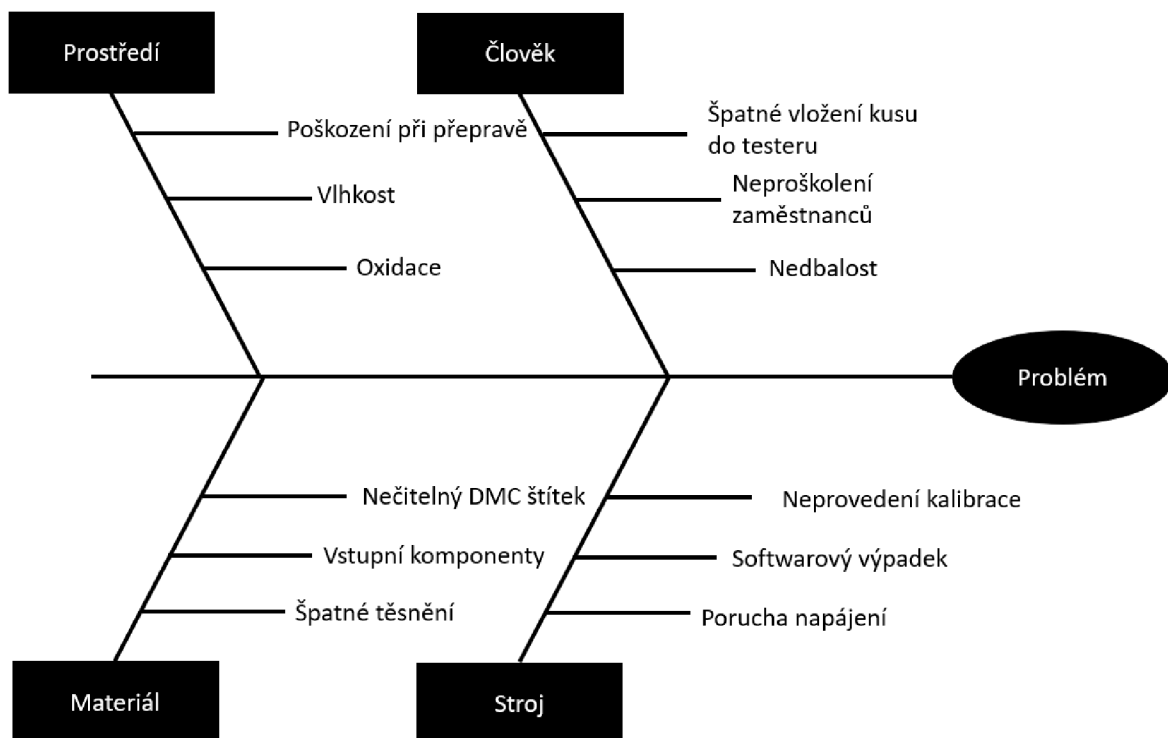 Prostředí
Člověk
Poškození při přepravě
Vlhkost
Oxidace
Špatné vložení kusu
do testeru
Neproškolení
zaměstnanců
Nedbalost
Problém
Nečitelný DMC štítek
Vstupní komponenty
Špatné těsnění
Neprovedení kalibrace
Softwarový výpadek
Porucha napájení
Materiál
Stroj